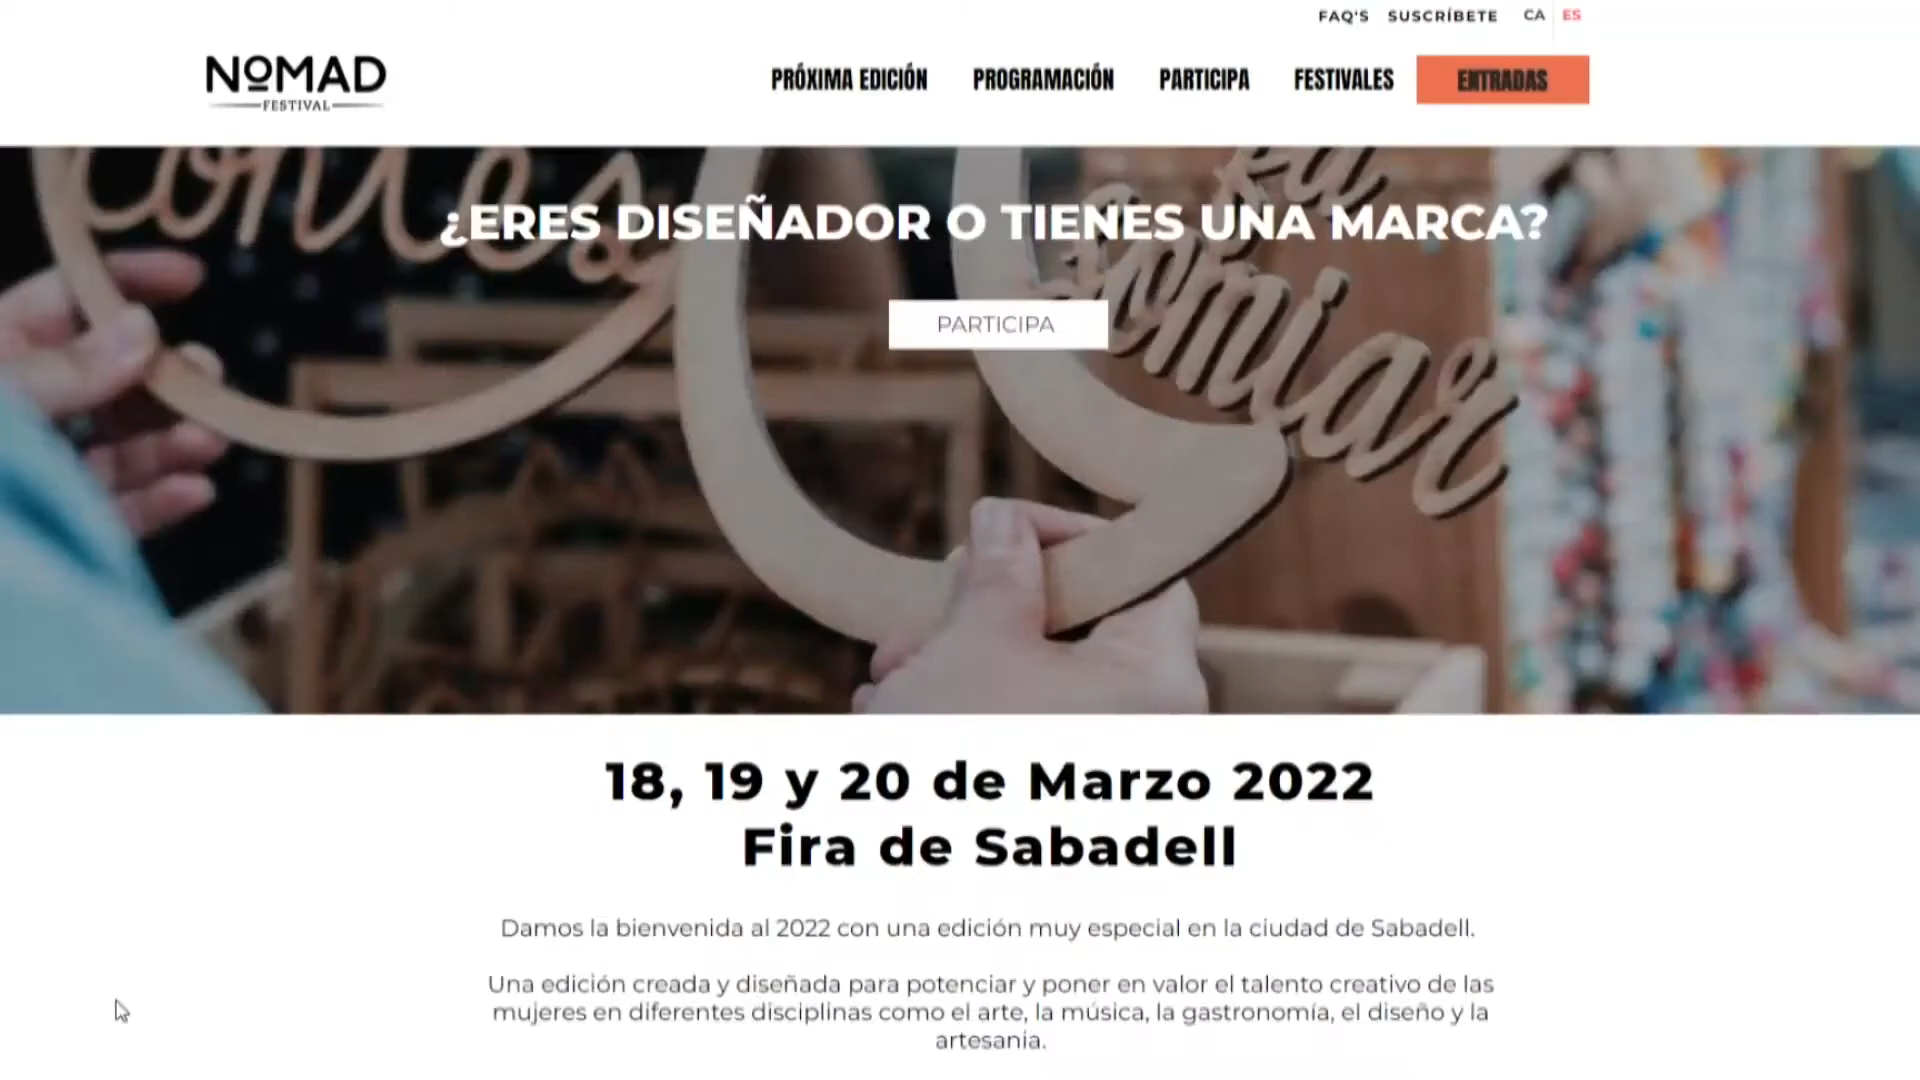 FAQ'S SUSCRÍBETE CA ES
NOMAD
FESTIVAL
PRÓXIMA EDICIÓN PROGRAMACIÓN PARTICIPA FESTIVALES ENTRADAS
¿ERES DISEÑADOR O TIENES UNA MARCA?
PARTICIPA
18, 19 y 20 de Marzo 2022
Fira de Sabadell
Damos la bienvenida al 2022 con una edición muy especial en la ciudad de Sabadell.
Una edición creada y diseñada para potenciar y poner en valor el talento creativo de las
mujeres en diferentes disciplinas como el arte, la música, la gastronomía, el diseño y la
artesania.